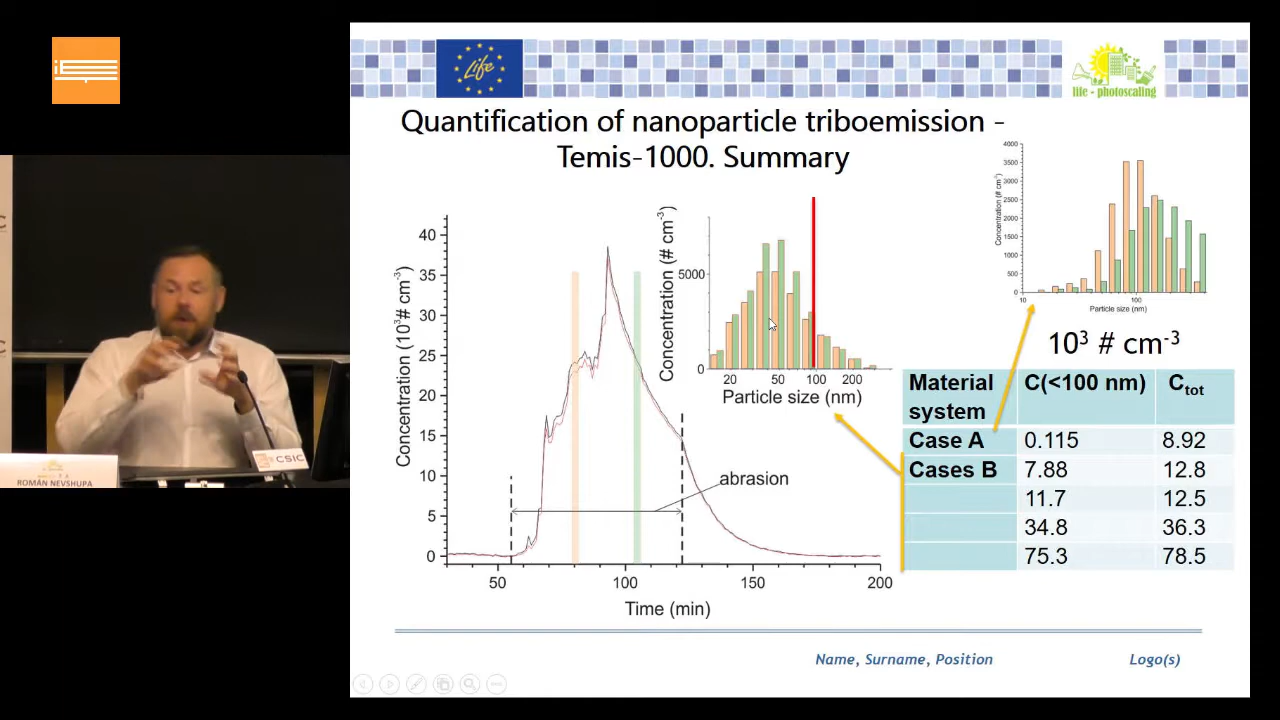 Life
life - photoscaling
Quantification of nanoparticle triboemission -
Temis-1000. Summary
Concentration (10³# cm⁻³)
40
35
30
25
20
15
10
5
0
50
100
150
200
Time (min)
abrasion
Concentration (# cm⁻³)
5000
0
20
50
100
200
Particle size (nm)
Concentration (# cm⁻³)
4000
3500
3000
2500
2000
1500
1000
500
0
10
100
Particle size (nm)
10³ # cm⁻³
Material system C(<100 nm) Cₜₒₜ
Case A 0.115 8.92
Cases B 7.88 12.8
11.7 12.5
34.8 36.3
75.3 78.5
Name, Surname, Position Logo(s)
CSIC
ROMÁN NEVSHUPA